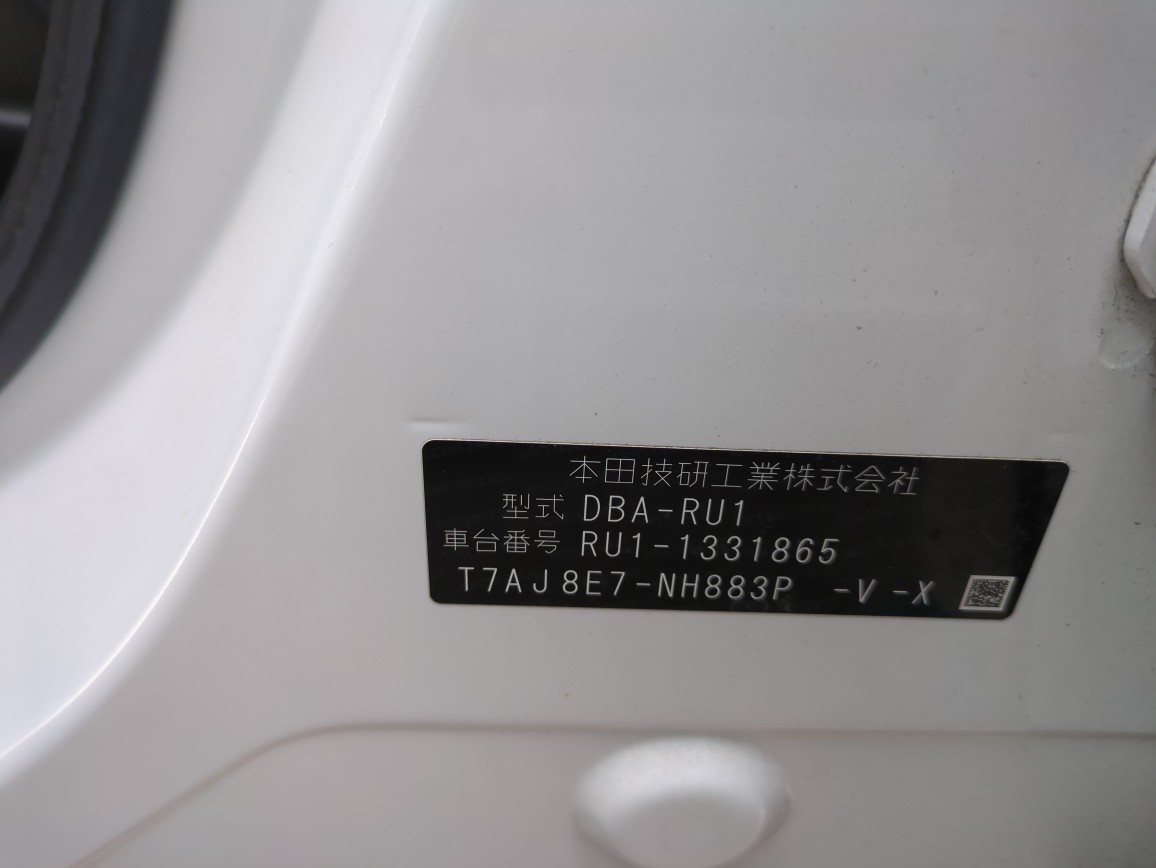 本田技研工業株式会社
型式 DBA-RU1
車台番号 RU1-1331865
T7AJ8E7-NH883P -V -X